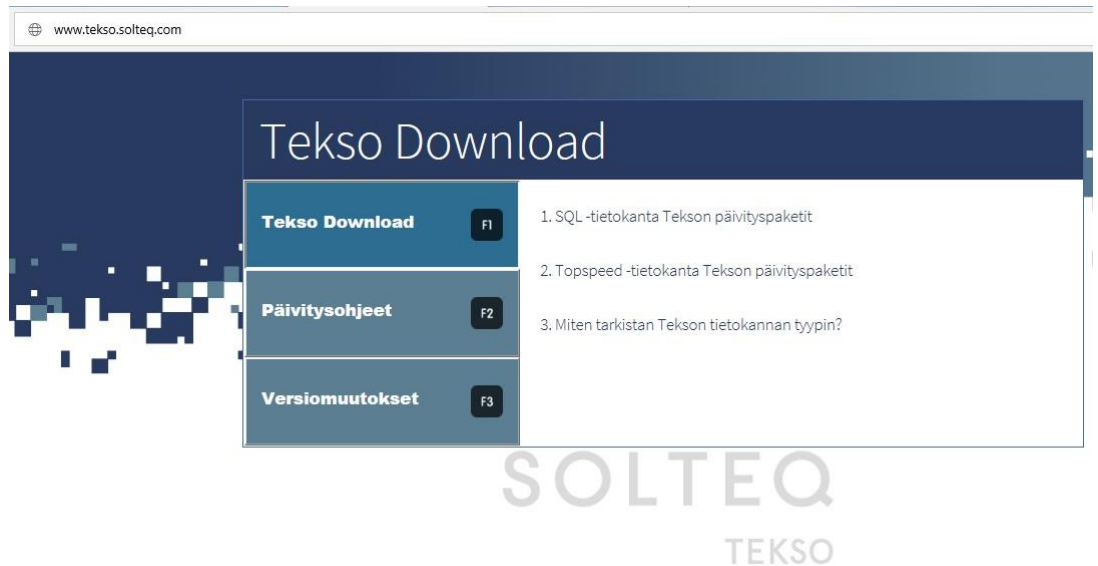 www.tekso.solteq.com
Tekso Download
Tekso Download F1
1. SQL -tietokanta Tekson päivityspaketit
2. Topspeed -tietokanta Tekson päivityspaketit
Päivitysohjeet F2
3. Miten tarkistan Tekson tietokannan tyypin?
Versiomuutokset F3
SOLTEQ
TEKSO